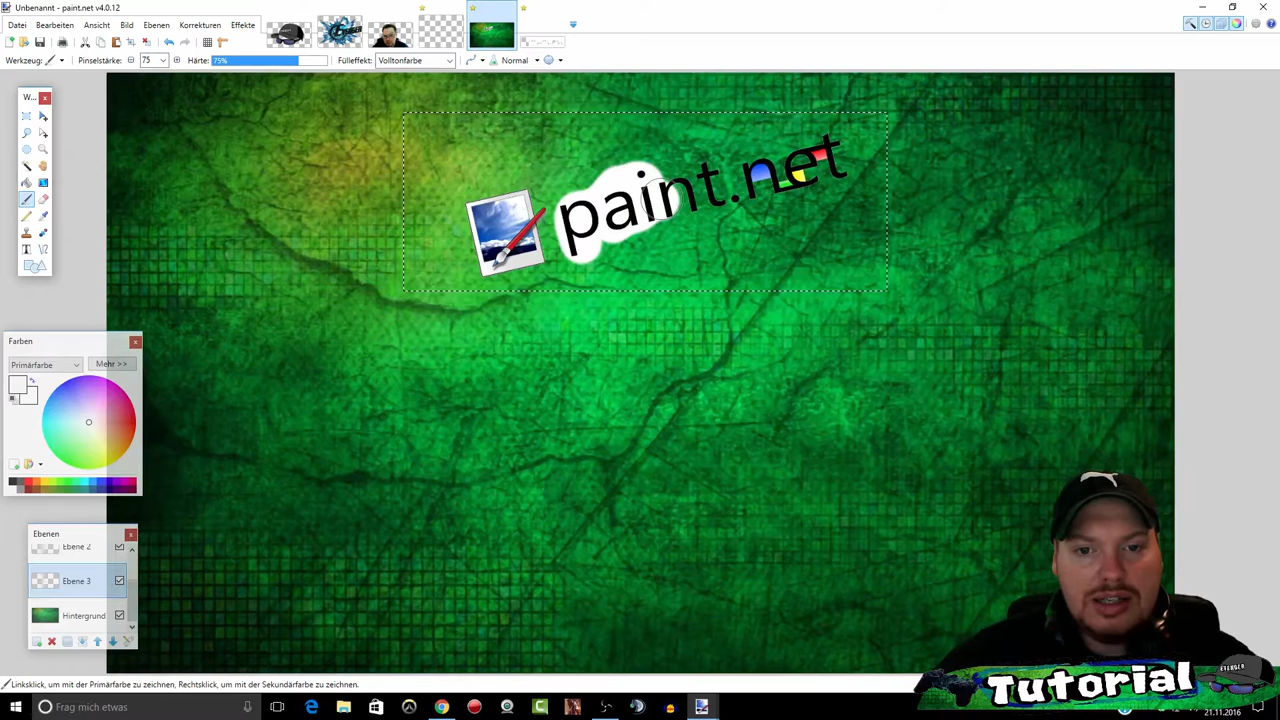 Unbenannt - paint.net v4.0.12
Datei Bearbeiten Ansicht Bild Ebenen Korrekturen Effekte
Werkzeug: Pinselstärke: 75 Härte: 75% Fülleffekt: Volltonfarbe Normal
W...
paint.net
Farben
Primärfarbe Mehr >>
Ebenen
Ebene 2
Ebene 3
Hintergrund
Tutorial
Linksklick, um mit der Primärfarbe zu zeichnen, Rechtsklick, um mit der Sekundärfarbe zu zeichnen.
Frag mich etwas
21.11.2016